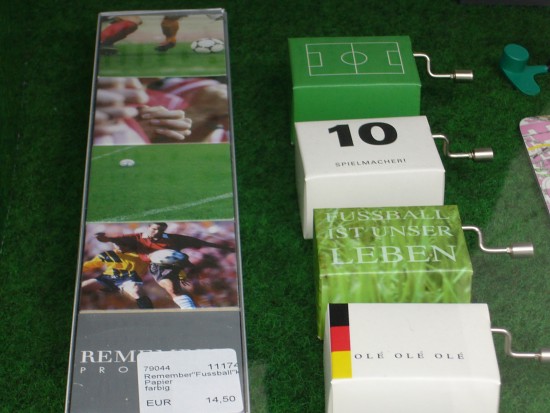 10
SPIELMACHER!
FUSSBALL
IST UNSER
LEBEN
OLÉ OLÉ OLÉ
79044 11174
Remember"Fussball"
Papier
farbig
EUR 14,50